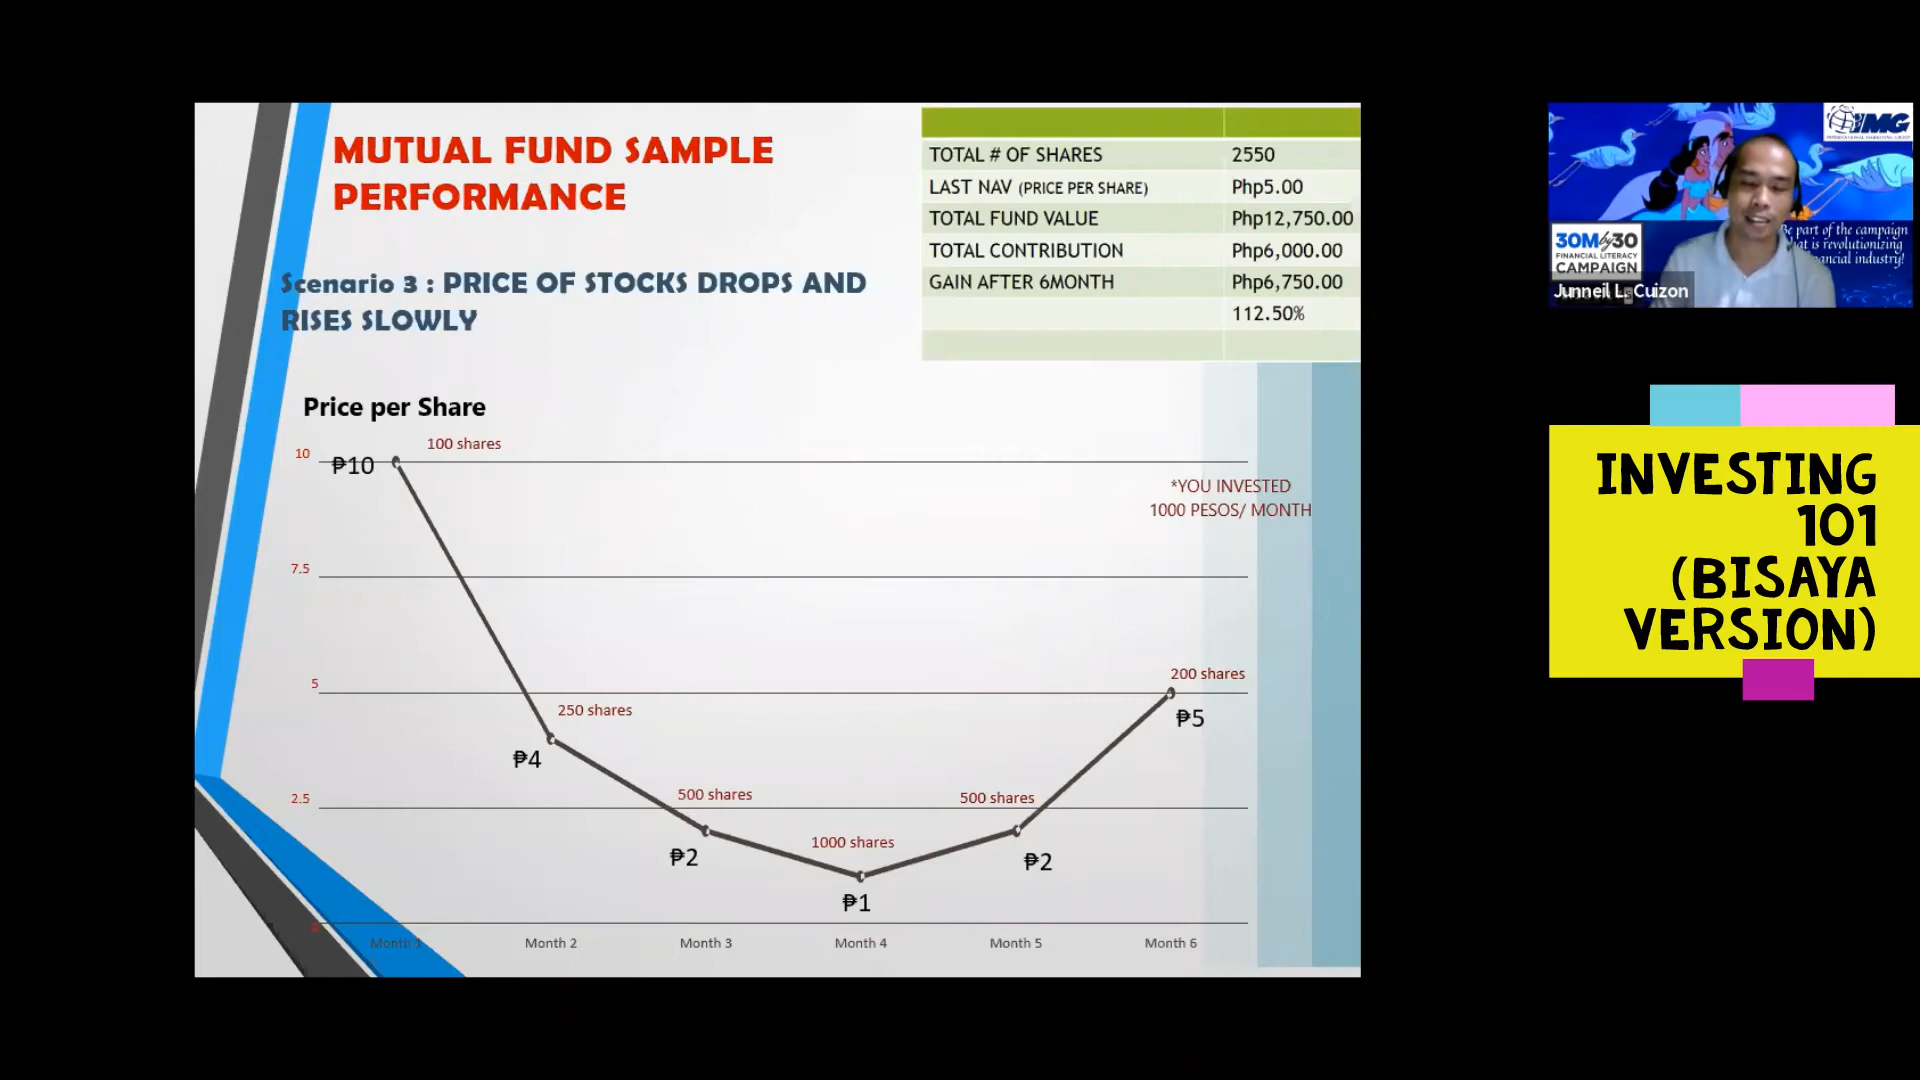 MUTUAL FUND SAMPLE
PERFORMANCE
Scenario 3 : PRICE OF STOCKS DROPS AND
RISES SLOWLY
TOTAL # OF SHARES 2550
LAST NAV (PRICE PER SHARE) Php5.00
TOTAL FUND VALUE Php12,750.00
TOTAL CONTRIBUTION Php6,000.00
GAIN AFTER 6MONTH Php6,750.00
112.50%
Price per Share
10
7.5
5
2.5
0
₱10
100 shares
₱4
250 shares
₱2
500 shares
₱1
1000 shares
₱2
500 shares
₱5
200 shares
*YOU INVESTED
1000 PESOS/ MONTH
Month 1 Month 2 Month 3 Month 4 Month 5 Month 6
IMG
INTERNATIONAL MARKETING GROUP
30M by 30
FINANCIAL LITERACY
CAMPAIGN
Be part of the campaign
that is revolutionizing
financial industry!
Junneil L. Cuizon
INVESTING
101
(BISAYA
VERSION)